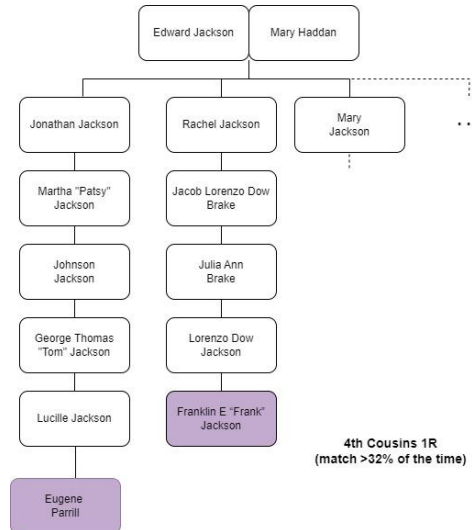 Edward Jackson
Mary Haddan
Jonathan Jackson
Rachel Jackson
Mary
Jackson
..
Martha "Patsy"
Jackson
Jacob Lorenzo Dow
Brake
Johnson
Jackson
Julia Ann
Brake
George Thomas
"Tom" Jackson
Lorenzo Dow
Jackson
Lucille Jackson
Franklin E “Frank”
Jackson
4th Cousins 1R
(match >32% of the time)
Eugene
Parrill